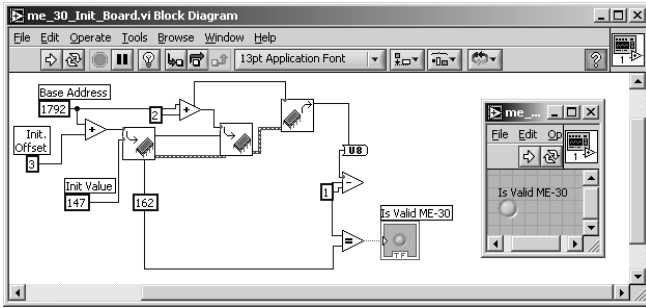 me_30_Init_Board.vi Block Diagram
File Edit Operate Tools Browse Window Help
13pt Application Font
Base Address
1792
2
Init.
Offset
3
Init Value
147
162
U8
1
Is Valid ME-30
TF
me_...
File Edit Op
Is Valid ME-30